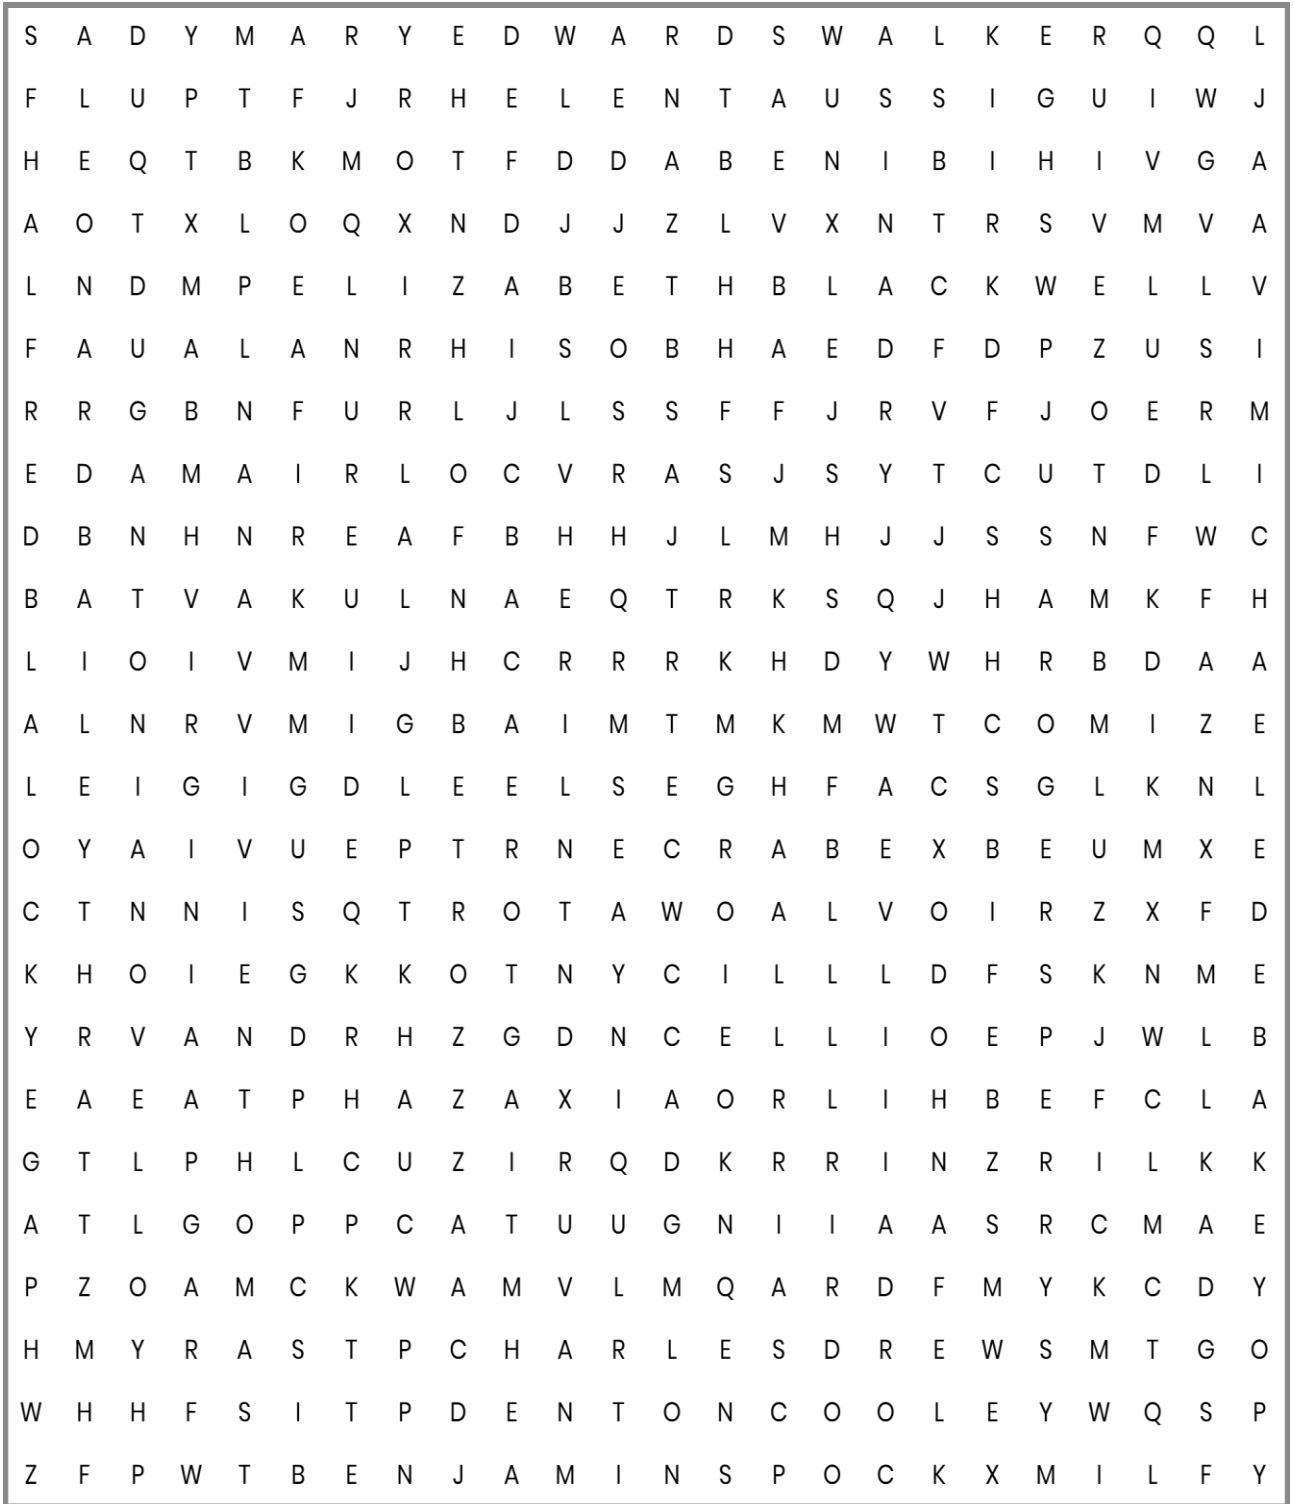 S A D Y M A R Y E D W A R D S W A L K E R Q Q L
F L U P T F J R H E L E N T A U S S I G U I W J
H E Q T B K M O T F D D A B E N I B I H I V G A
A O T X L O Q X N D J J Z L V X N T R S V M V A
L N D M P E L I Z A B E T H B L A C K W E L L V
F A U A L A N R H I S O B H A E D F D P Z U S I
R R G B N F U R L J L S S F F J R V F J O E R M
E D A M A I R L O C V R A S J S Y T C U T D L I
D B N H N R E A F B H H J L M H J J S S N F W C
B A T V A K U L N A E Q T R K S Q J H A M K F H
L I O I V M I J H C R R R K H D Y W H R B D A A
A L N R V M I G B A I M T M K M W T C O M I Z E
L E I G I G D L E E L S E G H F A C S G L K N L
O Y A I V U E P T R N E C R A B E X B E U M X E
C T N N I S Q T R O T A W O A L V O I R Z X F D
K H O I E G K K O T N Y C I L L L D F S K N M E
Y R V A N D R H Z G D N C E L L I O E P J W L B
E A E A T P H A Z A X I A O R L I H B E F C L A
G T L P H L C U Z I R Q D K R R I N Z R I L K K
A T L G O P P C A T U U G N I I A A S R C M A E
P Z O A M C K W A M V L M Q A R D F M Y K C D Y
H M Y R A S T P C H A R L E S D R E W S M T G O
W H H F S I T P D E N T O N C O O L E Y W Q S P
Z F P W T B E N J A M I N S P O C K X M I L F Y